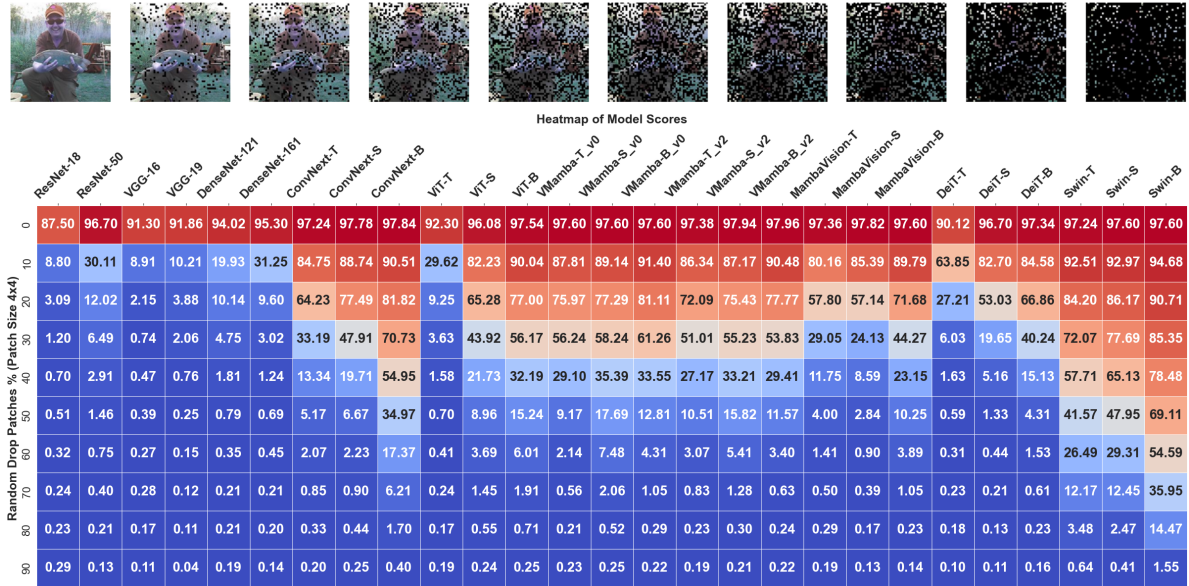 Heatmap of Model Scores
ResNet-18 ResNet-50 VGG-16 VGG-19 DenseNet-121 DenseNet-161 ConvNext-T ConvNext-S ConvNext-B ViT-T ViT-S ViT-B VMamba-T_v0 VMamba-S_v0 VMamba-B_v0 VMamba-T_v2 VMamba-S_v2 VMamba-B_v2 MambaVision-T MambaVision-S MambaVision-B DeiT-T DeiT-S DeiT-B Swin-T Swin-S Swin-B
Random Drop Patches % (Patch Size 4x4)
0 87.50 96.70 91.30 91.86 94.02 95.30 97.24 97.78 97.84 92.30 96.08 97.54 97.60 97.60 97.60 97.38 97.94 97.96 97.36 97.82 97.60 90.12 96.70 97.34 97.24 97.60 97.60
10 8.80 30.11 8.91 10.21 19.93 31.25 84.75 88.74 90.51 29.62 82.23 90.04 87.81 89.14 91.40 86.34 87.17 90.48 80.16 85.39 89.79 63.85 82.70 84.58 92.51 92.97 94.68
20 3.09 12.02 2.15 3.88 10.14 9.60 64.23 77.49 81.82 9.25 65.28 77.00 75.97 77.29 81.11 72.09 75.43 77.77 57.80 57.14 71.68 27.21 53.03 66.86 84.20 86.17 90.71
30 1.20 6.49 0.74 2.06 4.75 3.02 33.19 47.91 70.73 3.63 43.92 56.17 56.24 58.24 61.26 51.01 55.23 53.83 29.05 24.13 44.27 6.03 19.65 40.24 72.07 77.69 85.35
40 0.70 2.91 0.47 0.76 1.81 1.24 13.34 19.71 54.95 1.58 21.73 32.19 29.10 35.39 33.55 27.17 33.21 29.41 11.75 8.59 23.15 1.63 5.16 15.13 57.71 65.13 78.48
50 0.51 1.46 0.39 0.25 0.79 0.69 5.17 6.67 34.97 0.70 8.96 15.24 9.17 17.69 12.81 10.51 15.82 11.57 4.00 2.84 10.25 0.59 1.33 4.31 41.57 47.95 69.11
60 0.32 0.75 0.27 0.15 0.35 0.45 2.07 2.23 17.37 0.41 3.69 6.01 2.14 7.48 4.31 3.07 5.41 3.40 1.41 0.90 3.89 0.31 0.44 1.53 26.49 29.31 54.59
70 0.24 0.40 0.28 0.12 0.21 0.21 0.85 0.90 6.21 0.24 1.45 1.91 0.56 2.06 1.05 0.83 1.28 0.63 0.50 0.39 1.05 0.23 0.21 0.61 12.17 12.45 35.95
80 0.23 0.21 0.17 0.11 0.21 0.20 0.33 0.44 1.70 0.17 0.55 0.71 0.21 0.52 0.29 0.23 0.30 0.24 0.29 0.17 0.23 0.18 0.13 0.23 3.48 2.47 14.47
90 0.29 0.13 0.11 0.04 0.19 0.14 0.20 0.25 0.40 0.19 0.24 0.25 0.23 0.25 0.22 0.19 0.21 0.22 0.19 0.13 0.14 0.10 0.11 0.16 0.64 0.41 1.55